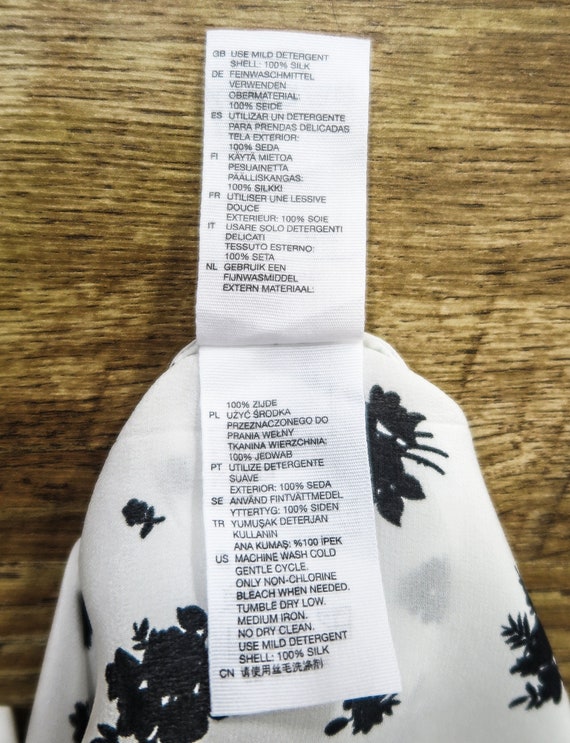 GB USE MILD DETERGENT
SHELL: 100% SILK
DE FEINWASCHMITTEL
VERWENDEN
OBERMATERIAL:
100% SEIDE
ES UTILIZAR UN DETERGENTE
PARA PRENDAS DELICADAS
TELA EXTERIOR:
100% SEDA
FI KÄYTÄ MIETOA
PESUAINETTA
PÄÄLLISKANGAS:
100% SILKKI
FR UTILISER UNE LESSIVE
DOUCE
EXTERIEUR: 100% SOIE
IT USARE SOLO DETERGENTI
DELICATI
TESSUTO ESTERNO:
100% SETA
NL GEBRUIK EEN
FIJNWASMIDDEL
EXTERN MATERIAAL:
100% ZIJDE
PL UŻYĆ ŚRODKA
PRZEZNACZONEGO DO
PRANIA WEŁNY
TKANINA WIERZCHNIA:
100% JEDWAB
PT UTILIZE DETERGENTE
SUAVE
EXTERIOR: 100% SEDA
SE ANVÄND FINTVÄTTMEDEL
YTTERTYG: 100% SIDEN
TR YUMUŞAK DETERJAN
KULLANIN
ANA KUMAŞ: %100 İPEK
US MACHINE WASH COLD
GENTLE CYCLE.
ONLY NON-CHLORINE
BLEACH WHEN NEEDED.
TUMBLE DRY LOW.
MEDIUM IRON.
NO DRY CLEAN.
USE MILD DETERGENT
SHELL: 100% SILK
CN 请使用丝毛洗涤剂